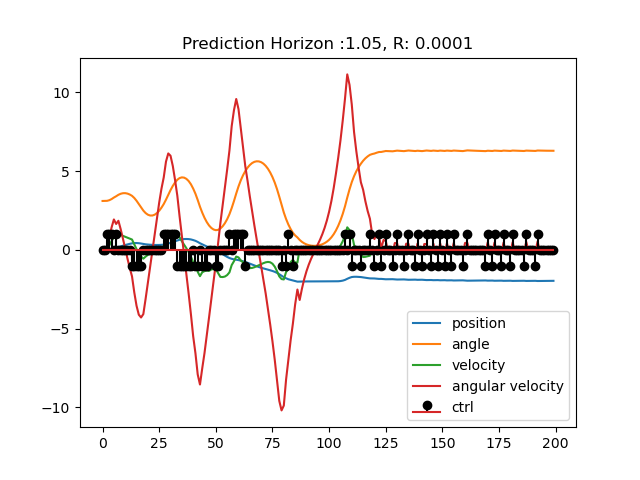 Prediction Horizon :1.05, R: 0.0001
10
5
0
−5
−10
0
25
50
75
100
125
150
175
200
position
angle
velocity
angular velocity
ctrl